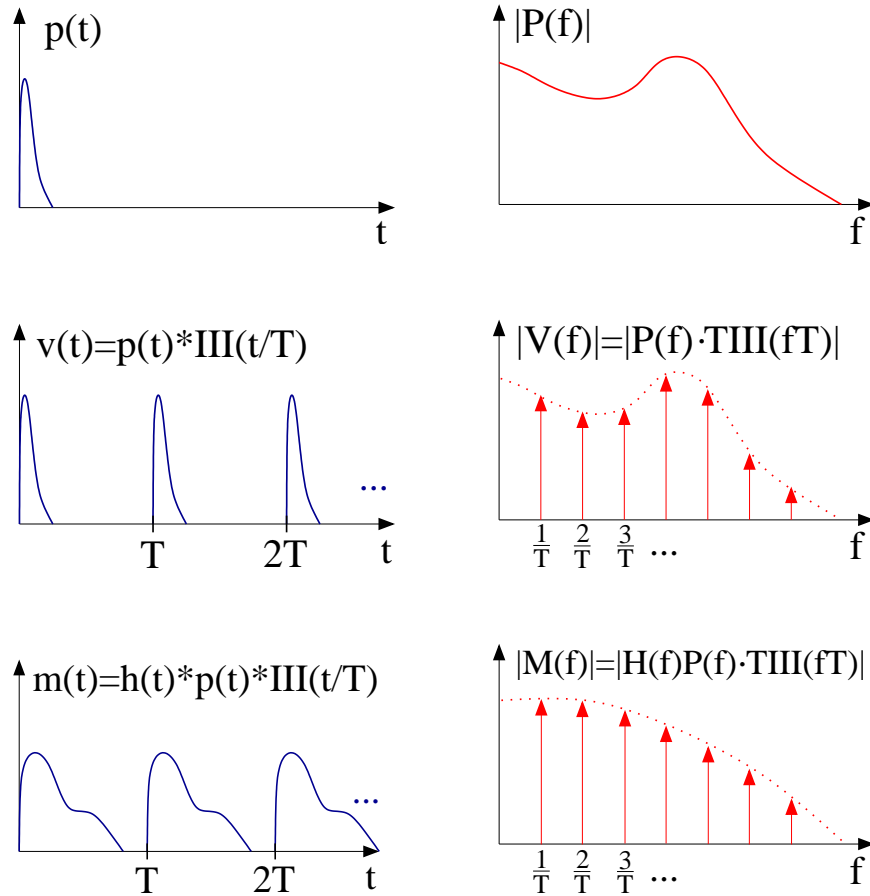 p(t)
t
|P(f)|
f
v(t)=p(t)*III(t/T)
...
T
2T
t
|V(f)|=|P(f)·TIII(fT)|
1/T 2/T 3/T ...
f
m(t)=h(t)*p(t)*III(t/T)
...
T
2T
t
|M(f)|=|H(f)P(f)·TIII(fT)|
1/T 2/T 3/T ...
f